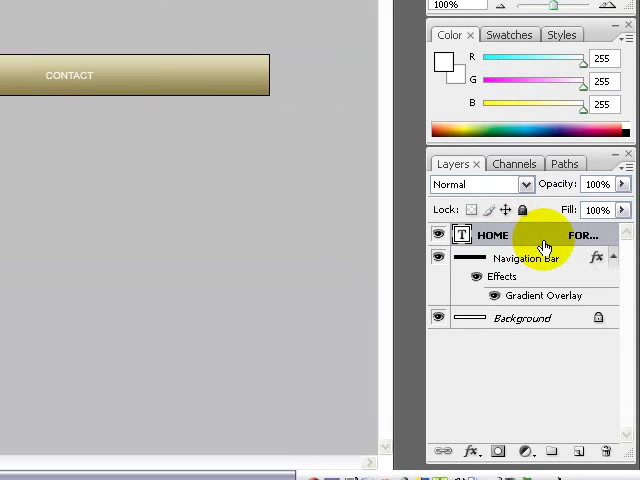 100%
Color × Swatches Styles
R 255
CONTACT
G 255
B 255
Layers × Channels Paths
Normal Opacity: 100%
Lock: Fill: 100%
T HOME FOR...
Navigation Bar fx
Effects
Gradient Overlay
Background
fx.